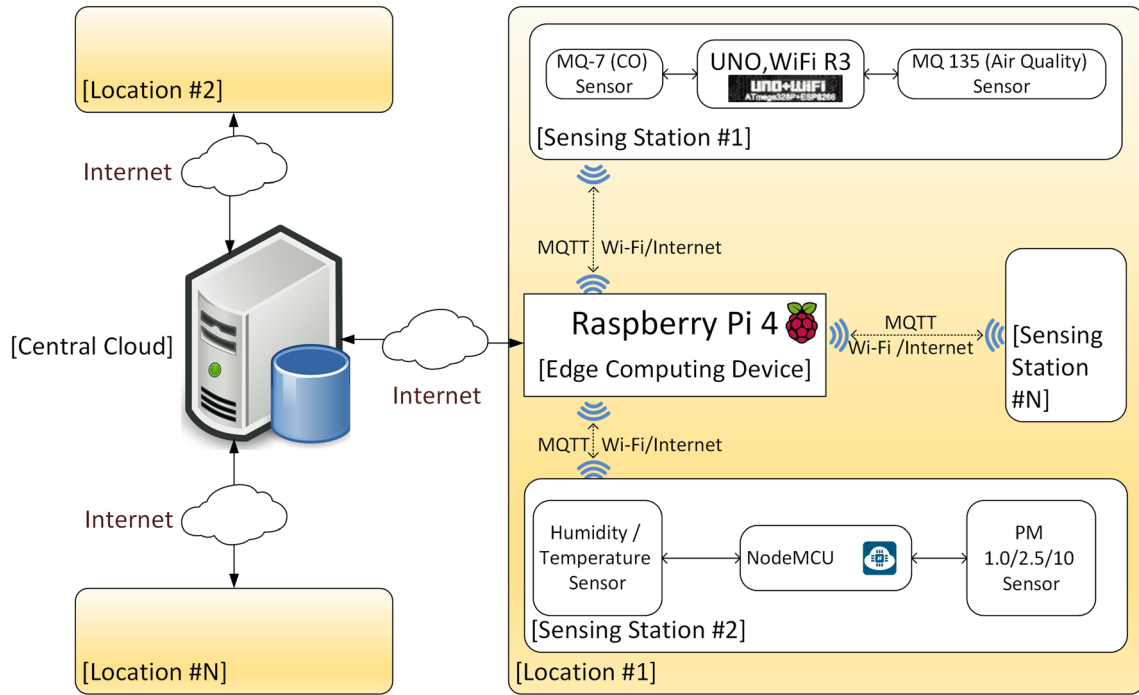 [Location #2]
Internet
[Central Cloud]
Internet
Internet
[Location #N]
MQ-7 (CO)
Sensor
UNO,WiFi R3
UNO+WiFi
ATmega328P+ESP8266
MQ 135 (Air Quality)
Sensor
[Sensing Station #1]
MQTT Wi-Fi/Internet
Raspberry Pi 4
[Edge Computing Device]
MQTT
Wi-Fi /Internet
[Sensing
Station
#N]
MQTT Wi-Fi/Internet
Humidity /
Temperature
Sensor
NodeMCU
PM
1.0/2.5/10
Sensor
[Sensing Station #2]
[Location #1]